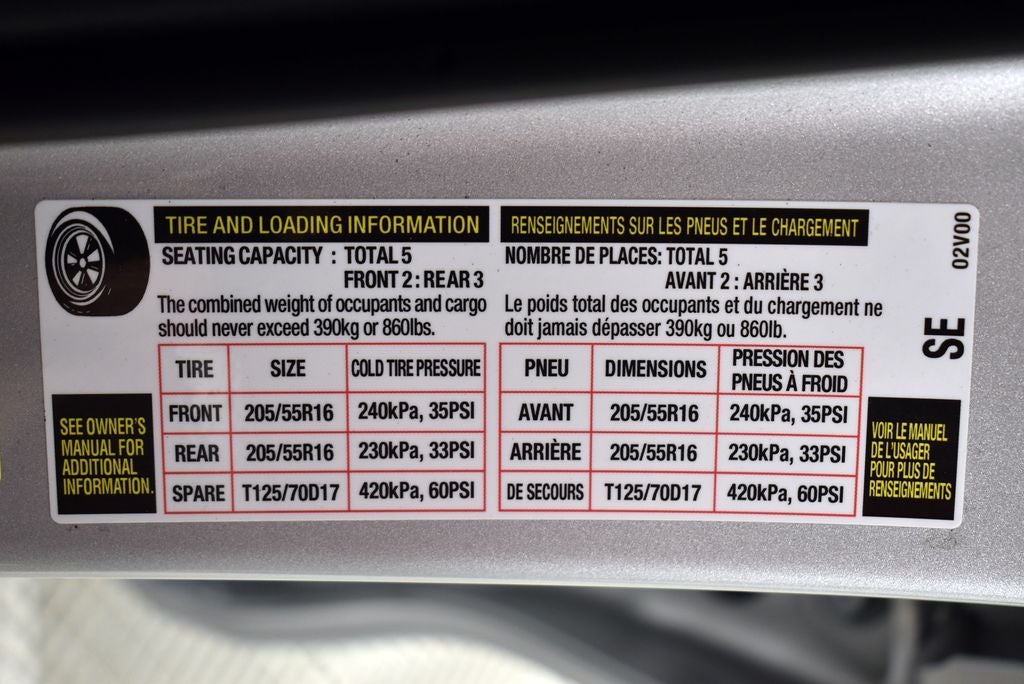 TIRE AND LOADING INFORMATION
SEATING CAPACITY : TOTAL 5
FRONT 2 : REAR 3
The combined weight of occupants and cargo
should never exceed 390kg or 860lbs.
TIRE SIZE COLD TIRE PRESSURE
FRONT 205/55R16 240kPa, 35PSI
REAR 205/55R16 230kPa, 33PSI
SPARE T125/70D17 420kPa, 60PSI
SEE OWNER'S
MANUAL FOR
ADDITIONAL
INFORMATION.
RENSEIGNEMENTS SUR LES PNEUS ET LE CHARGEMENT
NOMBRE DE PLACES: TOTAL 5
AVANT 2 : ARRIÈRE 3
Le poids total des occupants et du chargement ne
doit jamais dépasser 390kg ou 860lb.
PNEU DIMENSIONS PRESSION DES
PNEUS À FROID
AVANT 205/55R16 240kPa, 35PSI
ARRIÈRE 205/55R16 230kPa, 33PSI
DE SECOURS T125/70D17 420kPa, 60PSI
VOIR LE MANUEL
DE L'USAGER
POUR PLUS DE
RENSEIGNEMENTS
02V00
SE